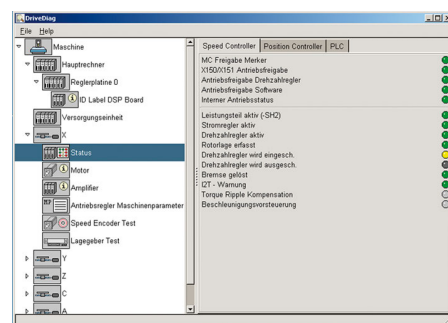 DriveDiag
File Help
Maschine
Hauptrechner
Reglerplatine 0
ID Label DSP Board
Versorgungseinheit
X
Status
Motor
Amplifier
Antriebsregler Maschinenparameter
Speed Encoder Test
Lagegeber Test
Y
Z
C
A
Speed Controller Position Controller PLC
MC Freigabe Merker
X150/X151 Antriebsfreigabe
Antriebsfreigabe Drehzahlregler
Antriebsfreigabe Software
Interner Antriebsstatus
Leistungsteil aktiv (-SH2)
Stromregler aktiv
Drehzahlregler aktiv
Rotorlage erfasst
Drehzahlregler wird eingesch.
Drehzahlregler wird ausgesch.
Bremse gelöst
I2T - Warnung
Torque Ripple Kompensation
Beschleunigungsvorsteuerung